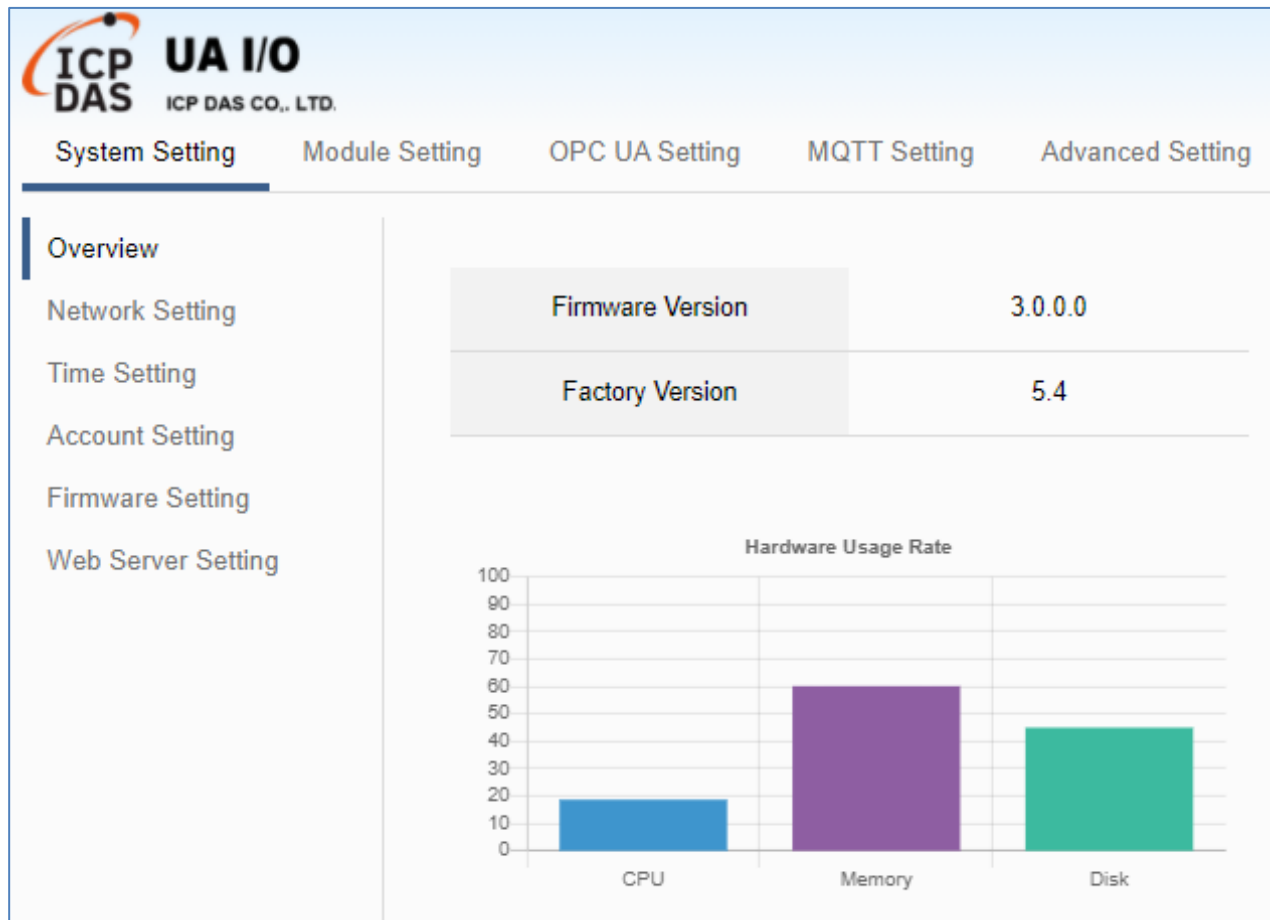 ICP
DAS
UA I/O
ICP DAS CO,. LTD.
System Setting Module Setting OPC UA Setting MQTT Setting Advanced Setting
Overview
Network Setting
Time Setting
Account Setting
Firmware Setting
Web Server Setting
Firmware Version 3.0.0.0
Factory Version 5.4
Hardware Usage Rate
100
90
80
70
60
50
40
30
20
10
0
CPU Memory Disk